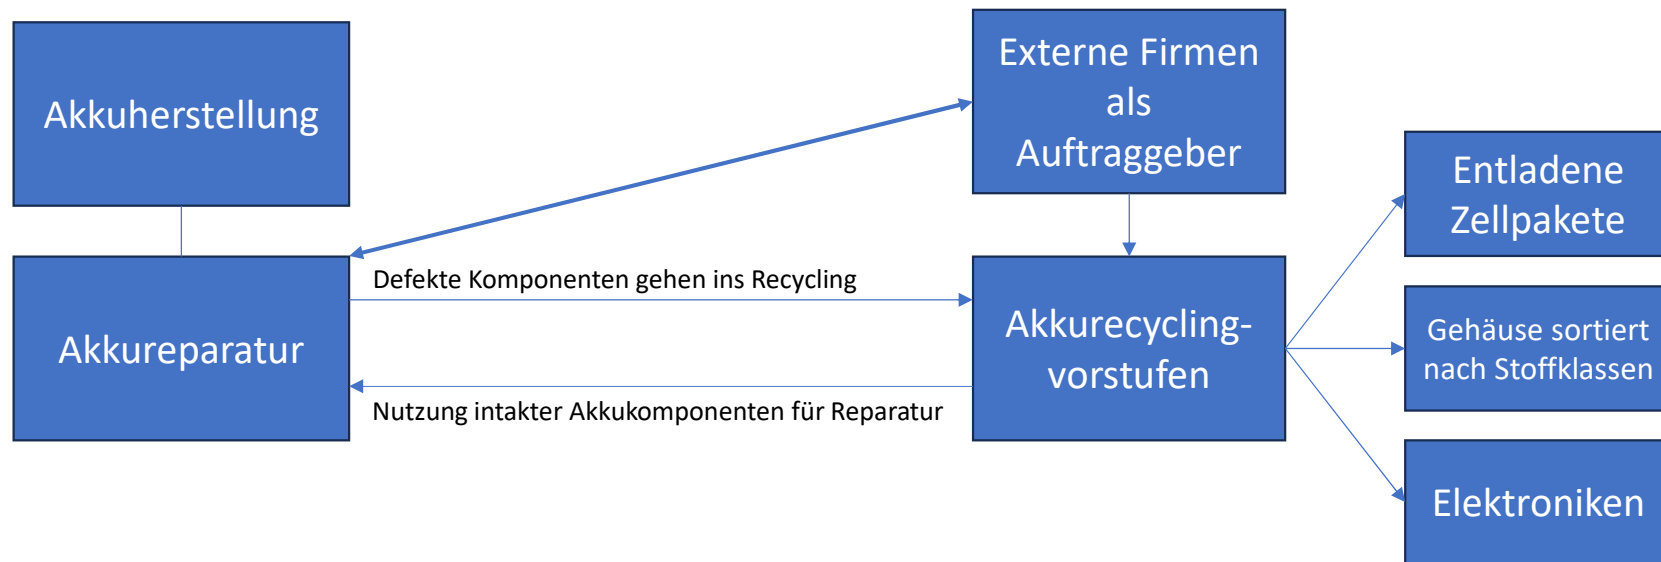 Akkuherstellung
Externe Firmen
als
Auftraggeber
Entladene
Zellpakete
Akkureparatur
Defekte Komponenten gehen ins Recycling
Nutzung intakter Akkukomponenten für Reparatur
Akkurecycling-
vorstufen
Gehäuse sortiert
nach Stoffklassen
Elektroniken